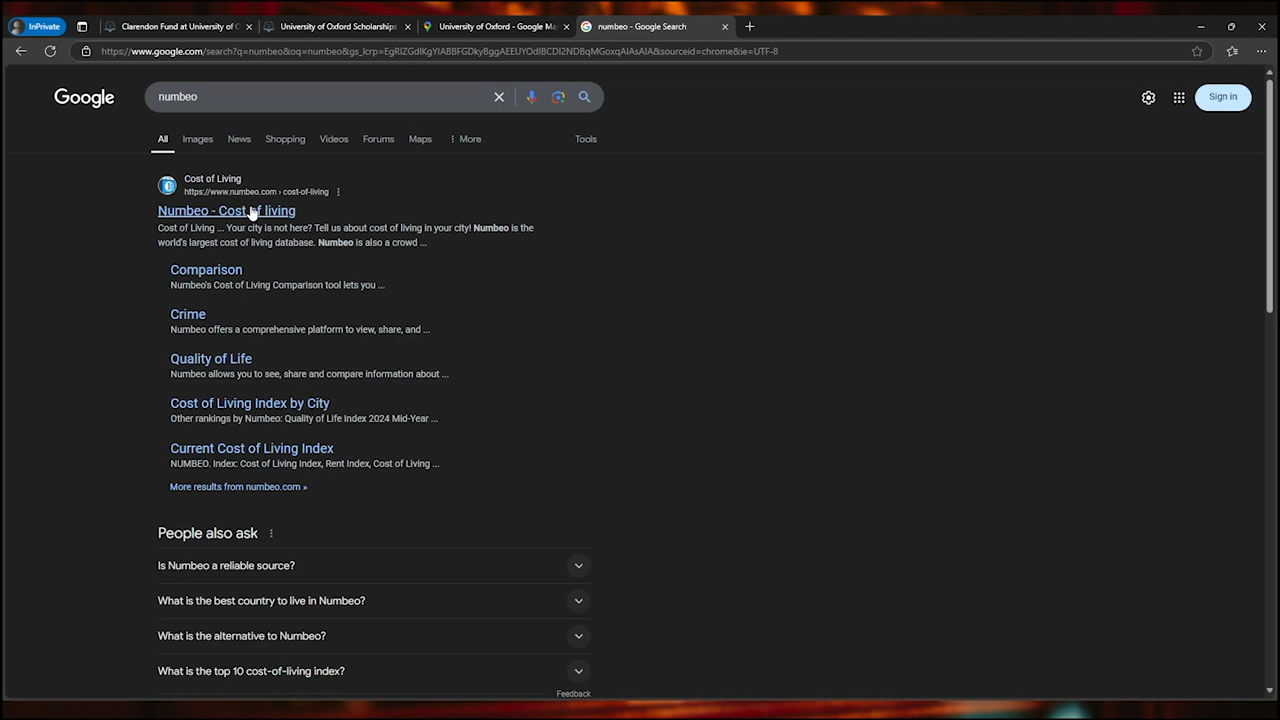 InPrivate
Clarendon Fund at University of C
University of Oxford Scholarships
University of Oxford - Google Ma
numbeo - Google Search
https://www.google.com/search?q=numbeo&oq=numbeo&gs_lcrp=EgRlZGdlKgYIABBFGDkyBggAEEUYOdIBCDI2NDBqMGoxqAIAsAIA&sourceid=chrome&ie=UTF-8
Google
numbeo
Sign in
All
Images
News
Shopping
Videos
Forums
Maps
More
Tools
Cost of Living
https://www.numbeo.com › cost-of-living
Numbeo - Cost of living
Cost of Living ... Your city is not here? Tell us about cost of living in your city! Numbeo is the
world's largest cost of living database. Numbeo is also a crowd ...
Comparison
Numbeo's Cost of Living Comparison tool lets you ...
Crime
Numbeo offers a comprehensive platform to view, share, and ...
Quality of Life
Numbeo allows you to see, share and compare information about ...
Cost of Living Index by City
Other rankings by Numbeo: Quality of Life Index 2024 Mid-Year ...
Current Cost of Living Index
NUMBEO. Index: Cost of Living Index, Rent Index, Cost of Living ...
More results from numbeo.com »
People also ask
Is Numbeo a reliable source?
What is the best country to live in Numbeo?
What is the alternative to Numbeo?
What is the top 10 cost-of-living index?
Feedback